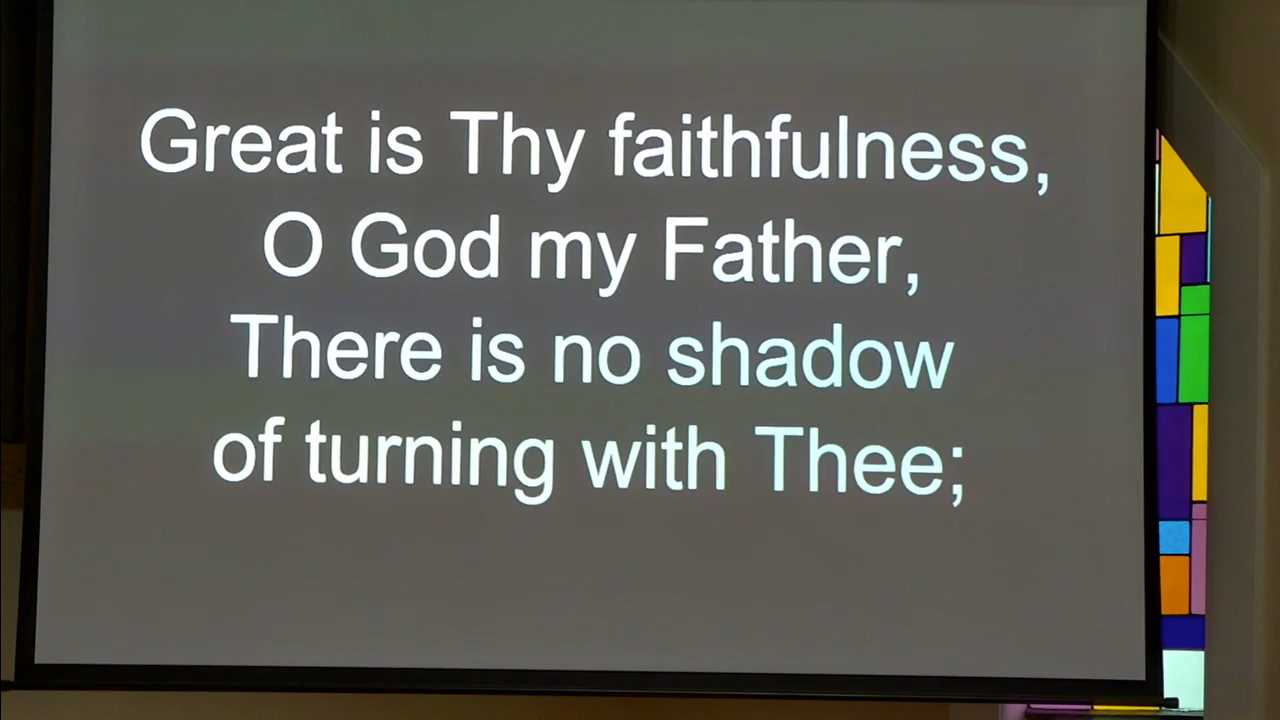 Great is Thy faithfulness,
O God my Father,
There is no shadow
of turning with Thee;